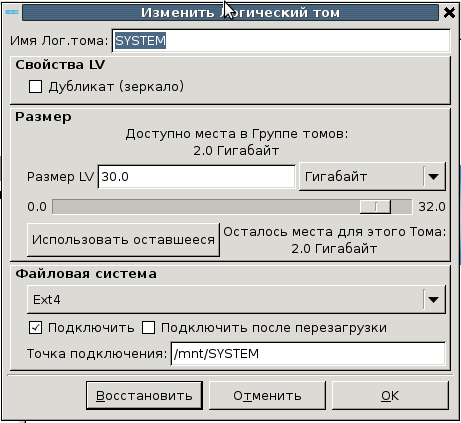 Изменить Логический том
Имя Лог.тома: SYSTEM
Свойства LV
Дубликат (зеркало)
Размер
Доступно места в Группе томов:
2.0 Гигабайт
Размер LV 30.0 Гигабайт
0.0 32.0
Использовать оставшееся
Осталось места для этого Тома:
2.0 Гигабайт
Файловая система
Ext4
Подключить Подключить после перезагрузки
Точка подключения: /mnt/SYSTEM
Восстановить Отменить OK